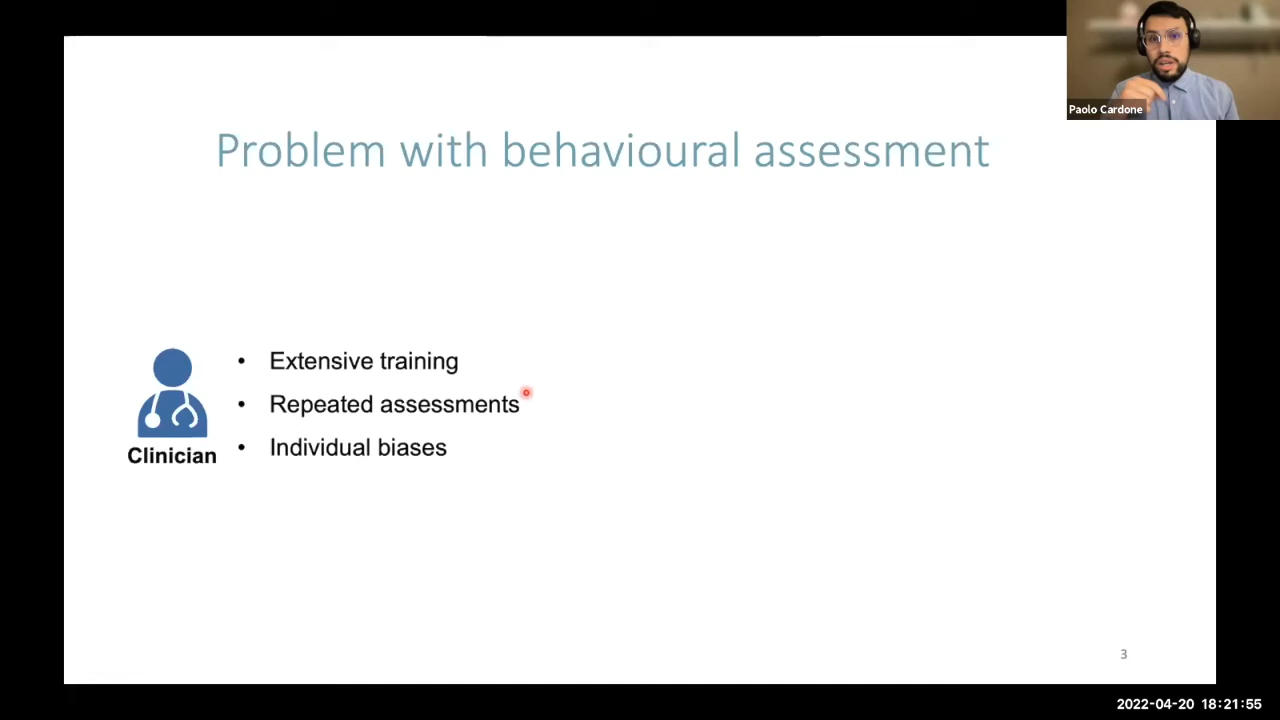 Paolo Cardone
Problem with behavioural assessment
• Extensive training
• Repeated assessments
• Individual biases
Clinician
3
2022-04-20 18:21:55